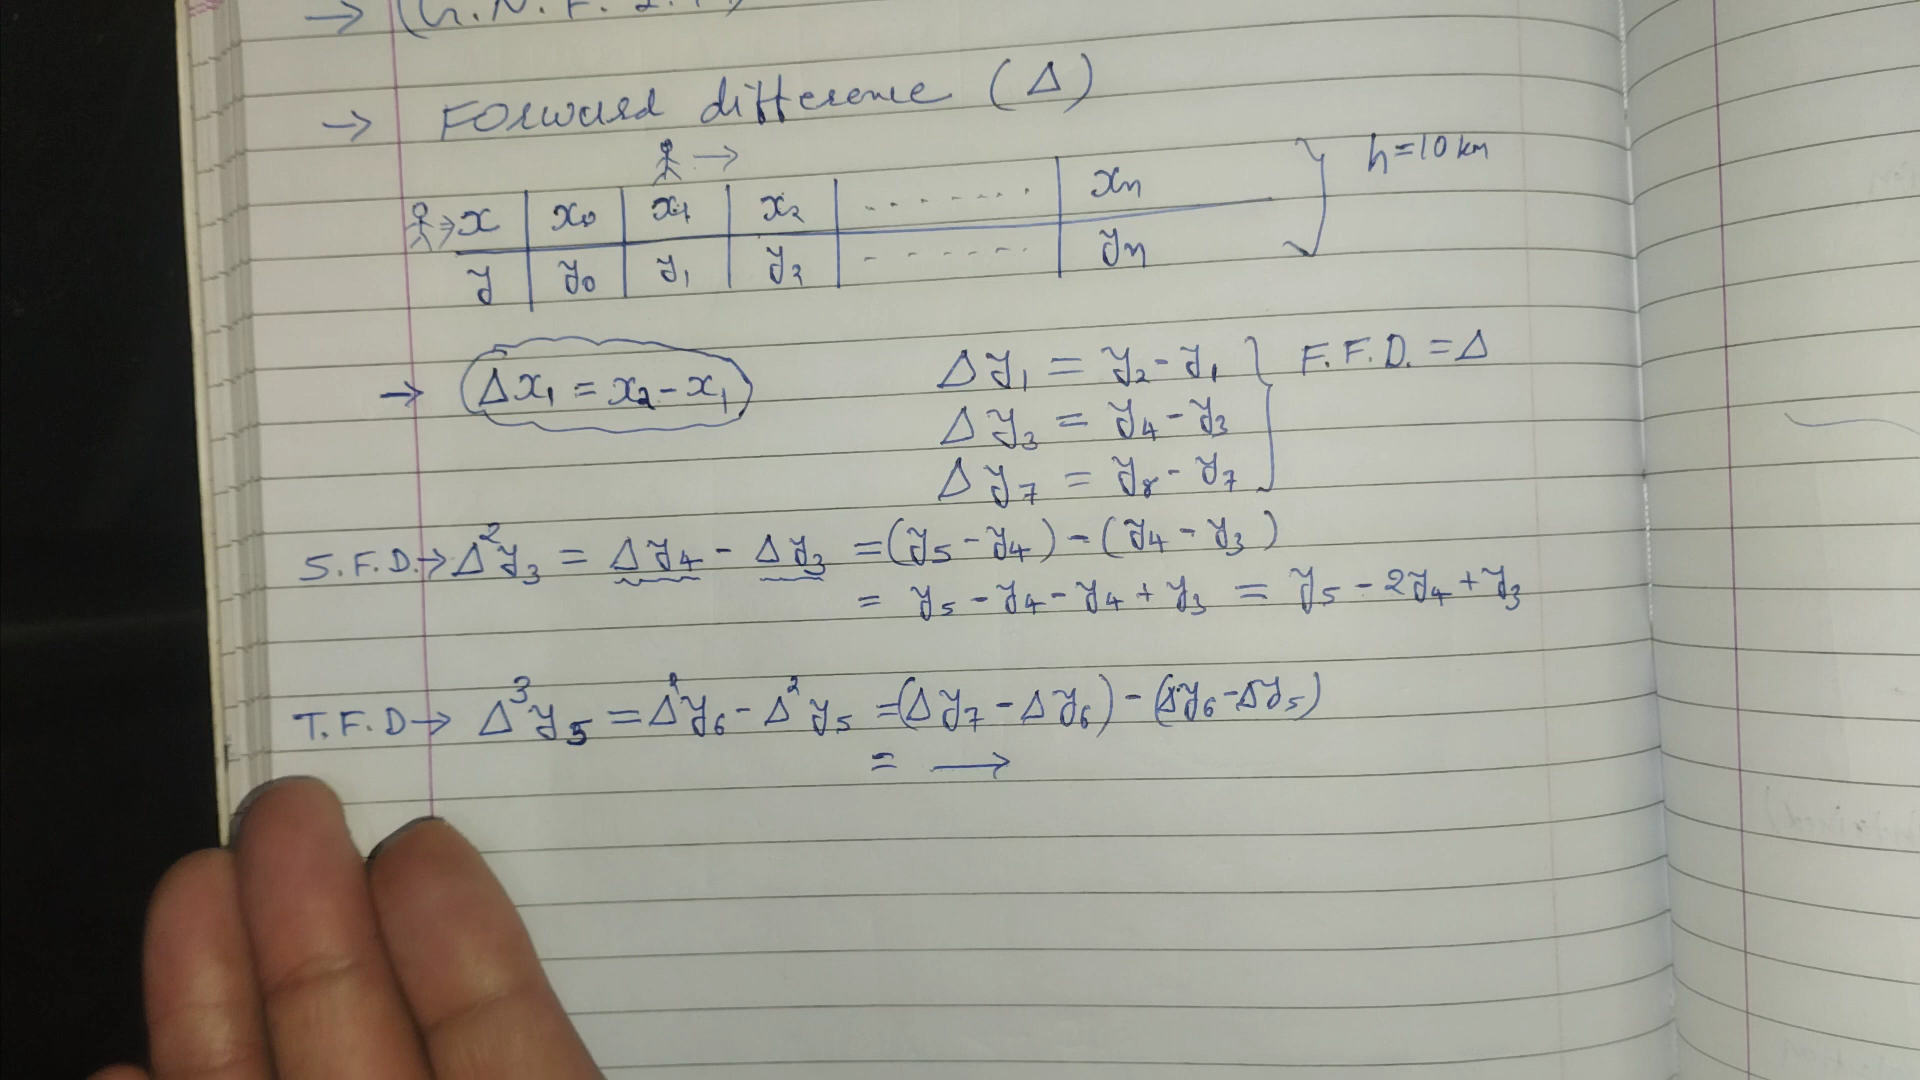 → Forward difference (Δ)
x | x₀ | x₁ | x₂ | ....... | xₙ
h = 10 km
y | y₀ | y₁ | y₂ | ....... | yₙ
→ Δx₁ = x₂ - x₁
Δy₁ = y₂ - y₁ } F.F.D. = Δ
Δy₃ = y₄ - y₃
Δy₇ = y₈ - y₇
S.F.D. → Δ²y₃ = Δy₄ - Δy₃ = (y₅ - y₄) - (y₄ - y₃)
= y₅ - y₄ - y₄ + y₃ = y₅ - 2y₄ + y₃
T.F.D → Δ³y₅ = Δ²y₆ - Δ²y₅ = (Δy₇ - Δy₆) - (Δy₆ - Δy₅)
= →